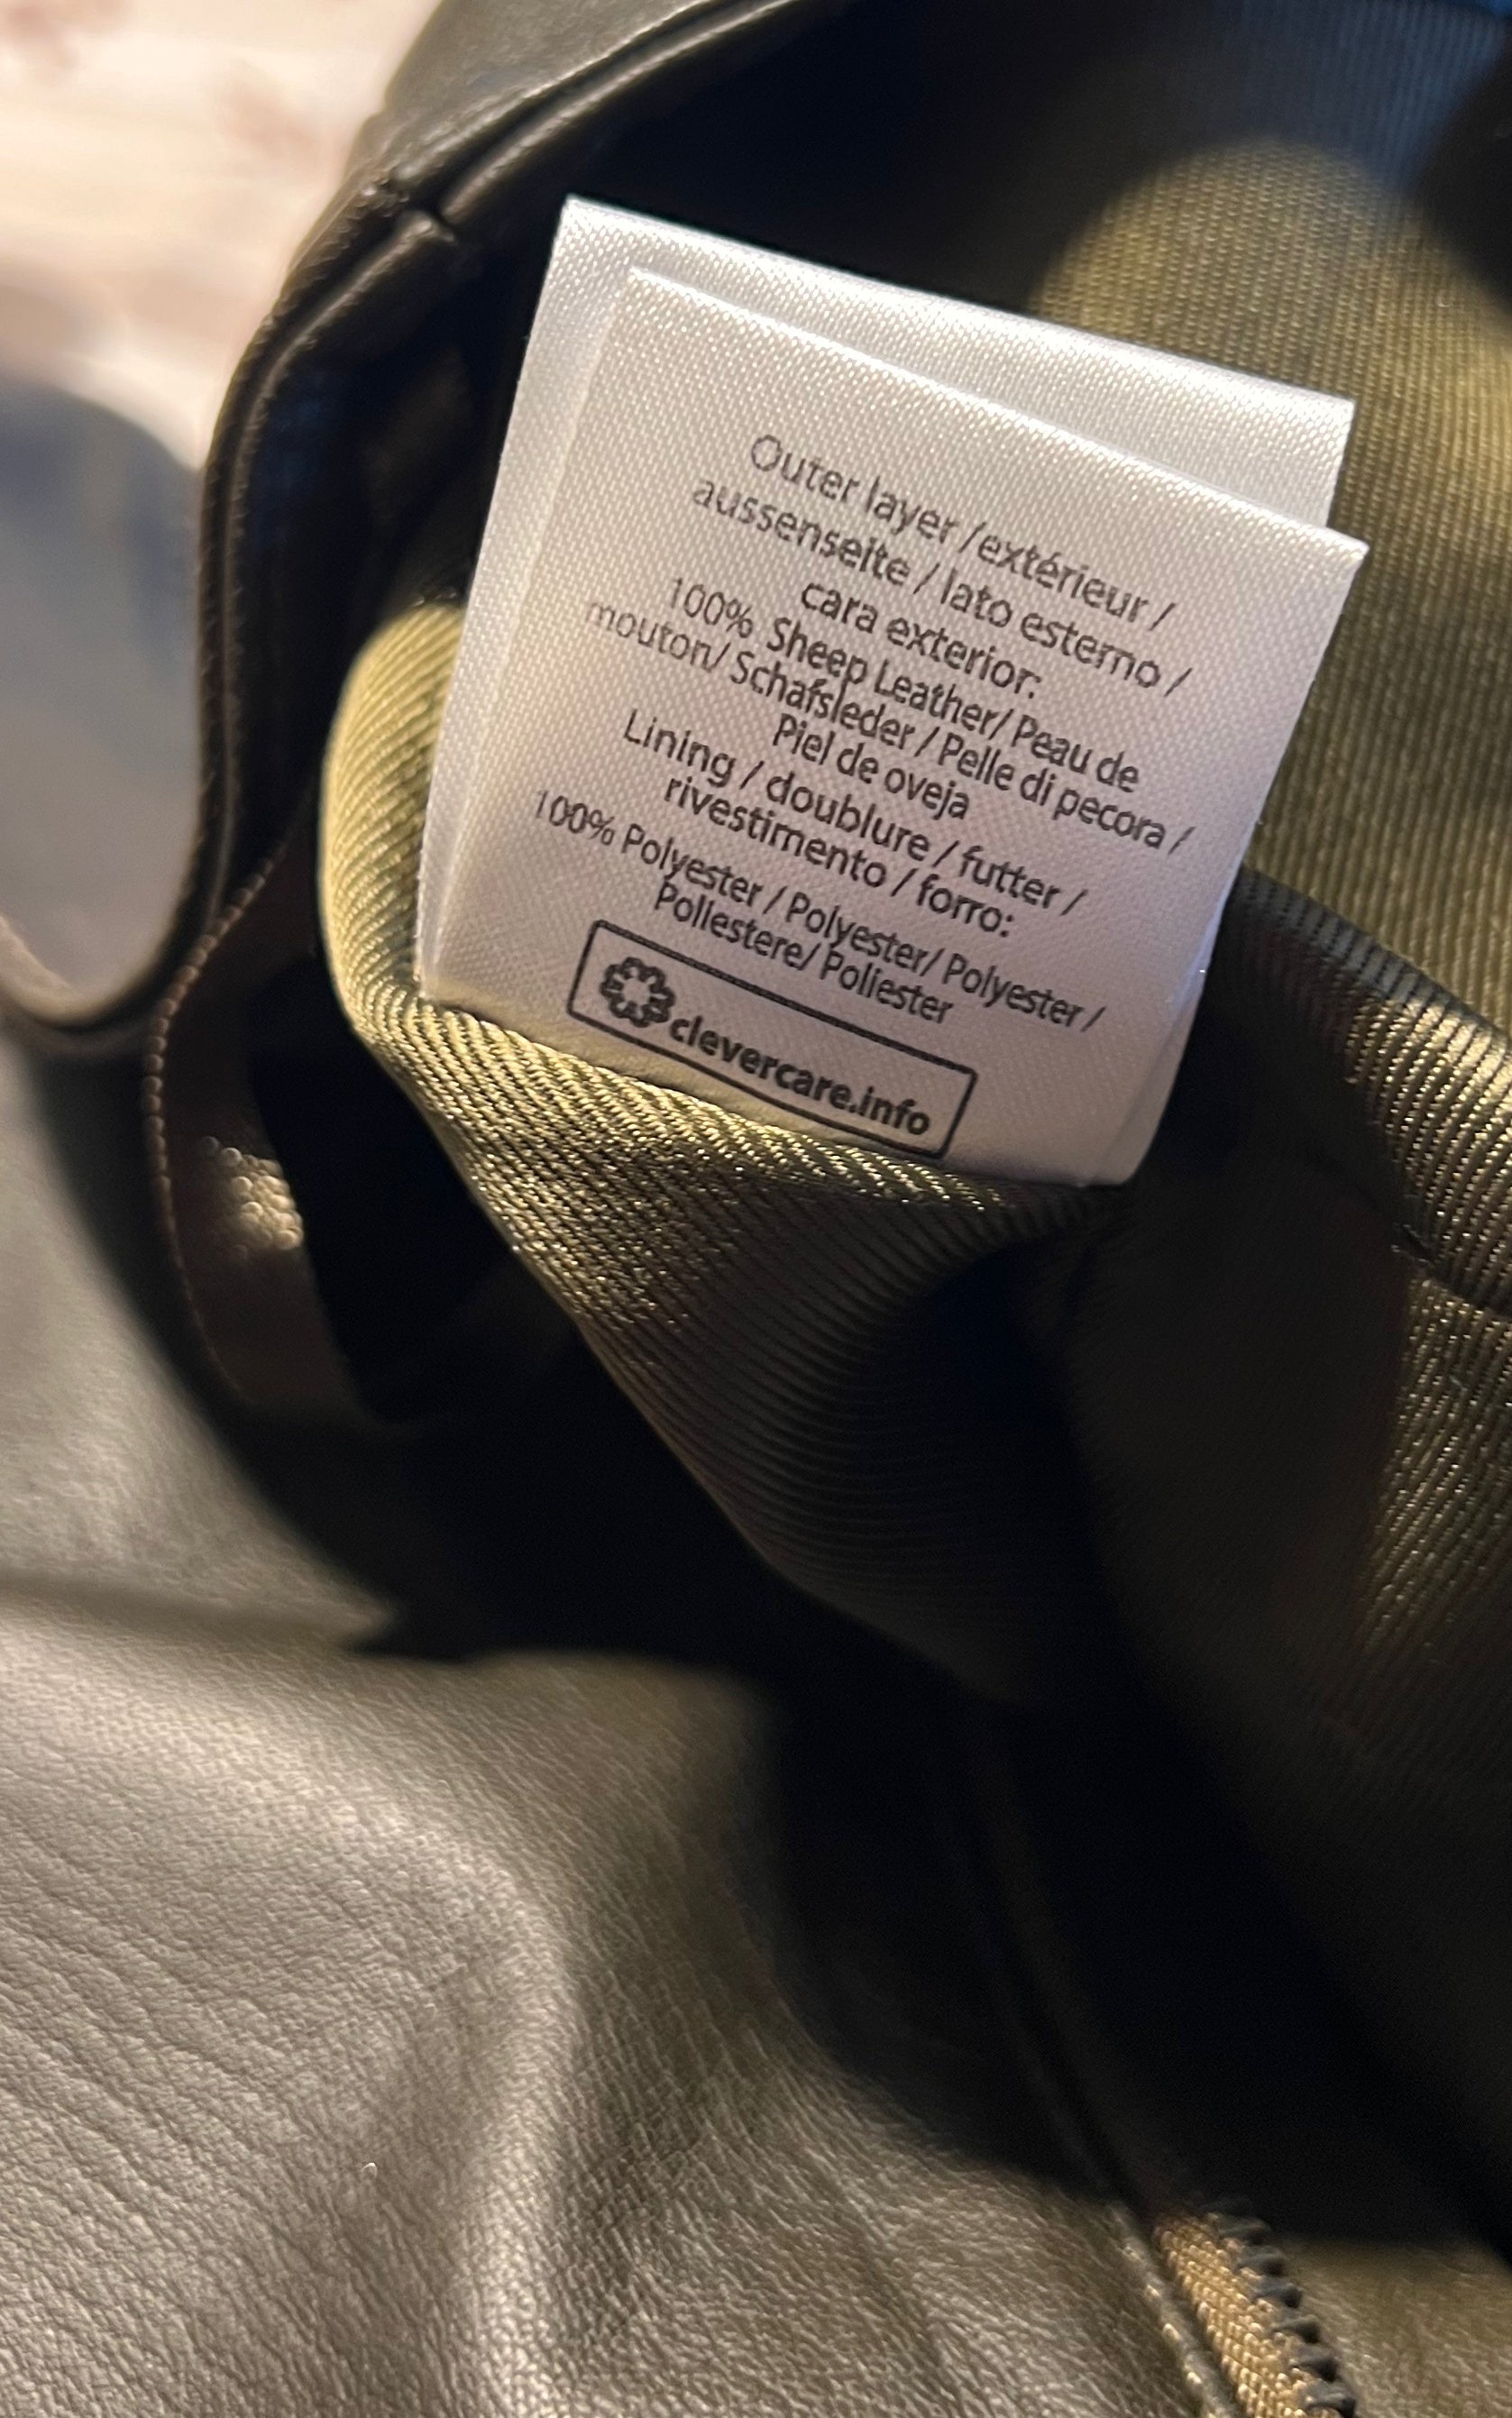 Outer layer /extérieur /
aussenseite / lato esterno /
cara exterior:
100% Sheep Leather/ Peau de
mouton/ Schafsleder / Pelle di pecora /
Piel de oveja
Lining / doublure / futter /
rivestimento / forro:
100% Polyester / Polyester/ Polyester /
Poliestere/ Poliester
clevercare.info